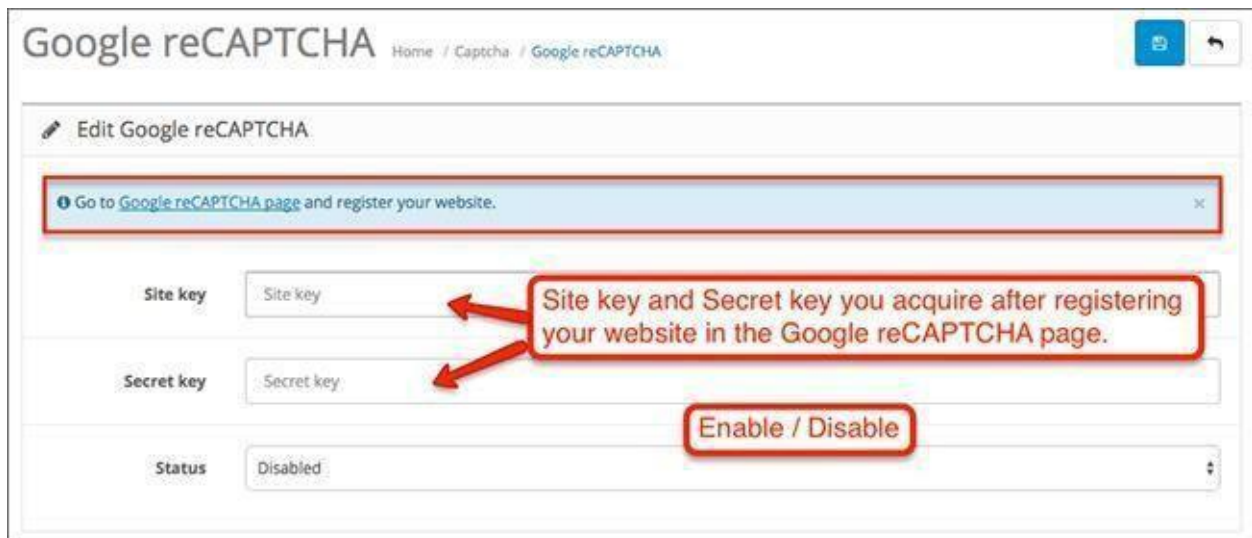 Google reCAPTCHA Home / Captcha / Google reCAPTCHA
Edit Google reCAPTCHA
Go to Google reCAPTCHA page and register your website.
Site key Site key
Site key and Secret key you acquire after registering
your website in the Google reCAPTCHA page.
Secret key Secret key
Enable / Disable
Status Disabled